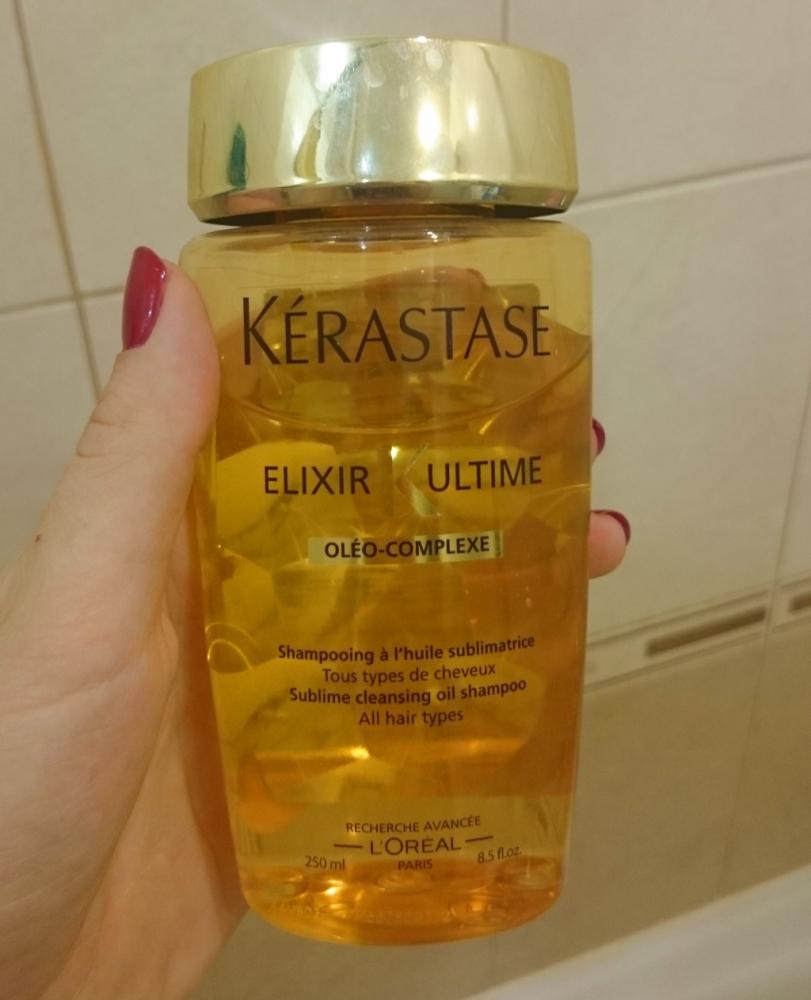 KÉRASTASE
ELIXIR K ULTIME
OLÉO-COMPLEXE
Shampooing à l'huile sublimatrice
Tous types de cheveux
Sublime cleansing oil shampoo
All hair types
RECHERCHE AVANCÉE
L'ORÉAL
250 ml PARIS 8.5 fl.oz.